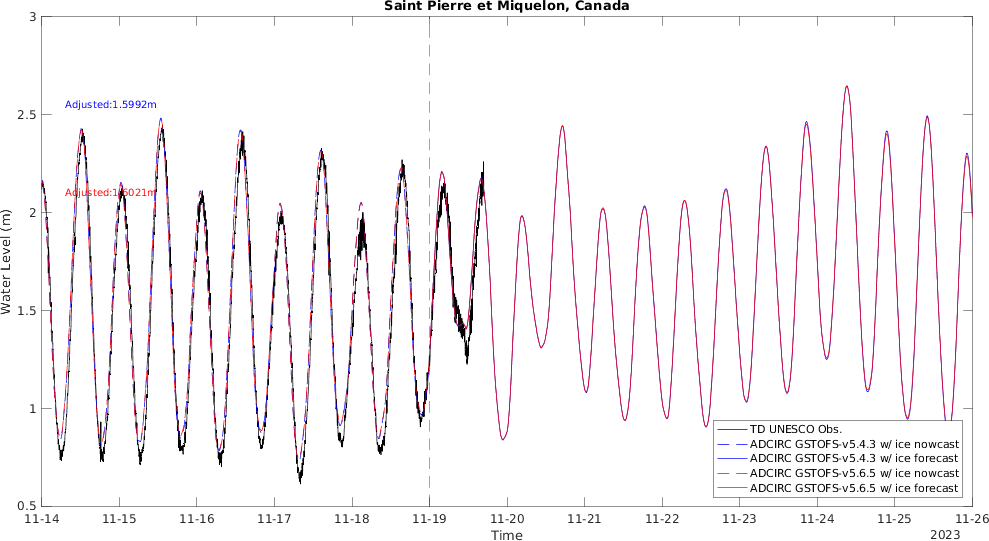 Saint Pierre et Miquelon, Canada
3
Adjusted:1.5992m
2.5
Adjusted:1.6021m
2
Water Level (m)
1.5
1
TD UNESCO Obs.
ADCIRC GSTOFS-v5.4.3 w/ ice nowcast
ADCIRC GSTOFS-v5.4.3 w/ ice forecast
ADCIRC GSTOFS-v5.6.5 w/ ice nowcast
ADCIRC GSTOFS-v5.6.5 w/ ice forecast
0.5
11-14 11-15 11-16 11-17 11-18 11-19 11-20 11-21 11-22 11-23 11-24 11-25 11-26
Time
2023